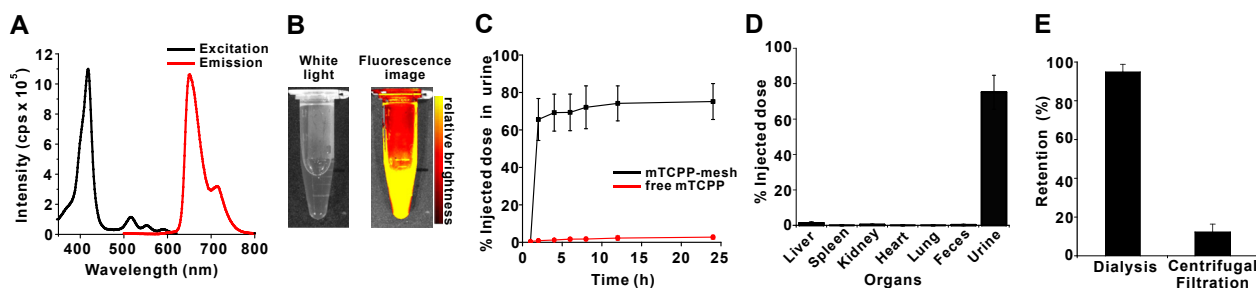 A
Excitation
Emission
Intensity (cps x 10⁵)
12
10
8
6
4
2
0
400 500 600 700 800
Wavelength (nm)
B
White light
Fluorescence image
relative brightness
C
% Injected dose in urine
100
80
60
40
20
0
mTCPP-mesh
free mTCPP
0 5 10 15 20 25
Time (h)
D
% Injected dose
100
80
60
40
20
0
Liver
Spleen
Kidney
Heart
Lung
Feces
Urine
Organs
E
Retention (%)
100
80
60
40
20
0
Dialysis
Centrifugal
Filtration